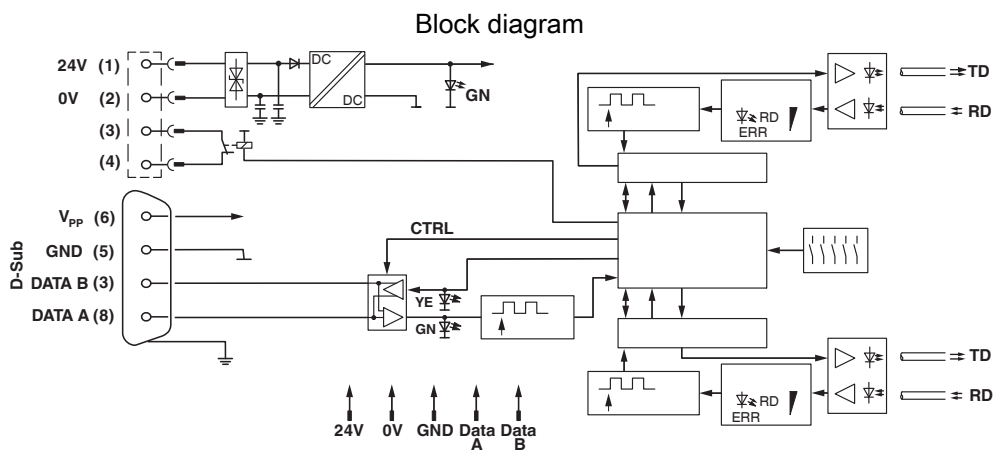 Block diagram
24V (1)
0V (2)
(3)
(4)
DC
DC
GN
TD
RD
RD
ERR
D-Sub
VPP (6)
GND (5)
DATA B (3)
DATA A (8)
CTRL
YE
GN
TD
RD
RD
ERR
24V 0V GND Data A Data B